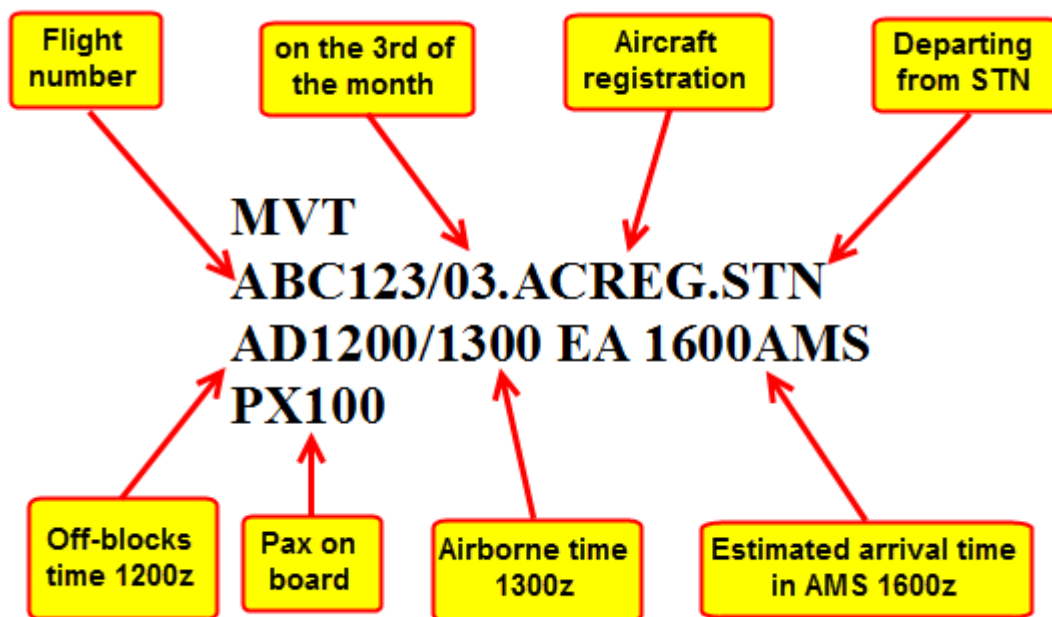 Flight
number
on the 3rd of
the month
Aircraft
registration
Departing
from STN
MVT
ABC123/03.ACREG.STN
AD1200/1300 EA 1600AMS
PX100
Off-blocks
time 1200z
Pax on
board
Airborne time
1300z
Estimated arrival time
in AMS 1600z